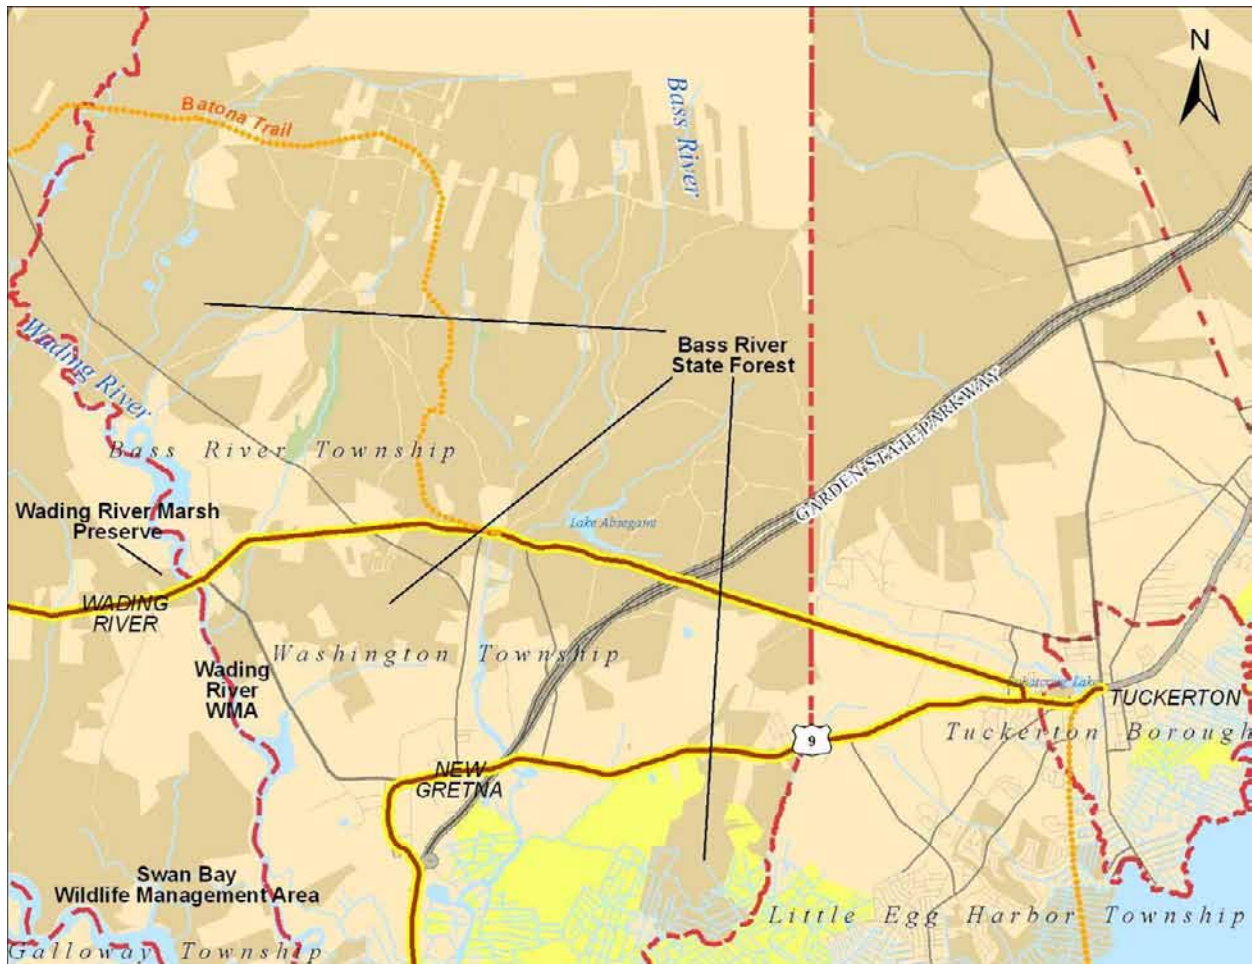 N
Batona Trail
Bass River
Wading River
Bass River
State Forest
Bass River Township
GARDEN STATE PARKWAY
Wading River Marsh
Preserve
Lake Absegami
WADING
RIVER
Washington Township
Wading
River
WMA
Lake
TUCKERTON
9
Tuckerton Borough
NEW
GRETNA
Swan Bay
Wildlife Management Area
Little Egg Harbor Township
Galloway Township